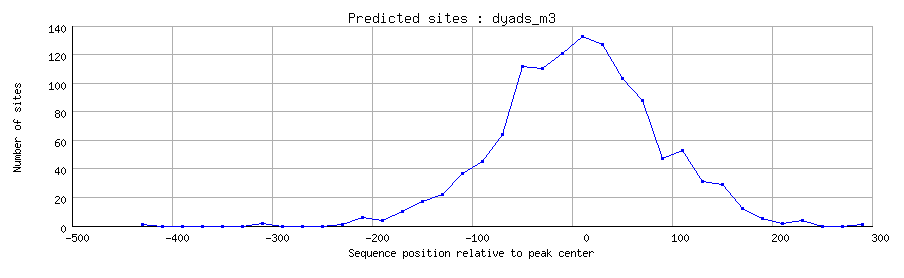 Predicted sites : dyads_m3
Number of sites
140
120
100
80
60
40
20
0
-500 -400 -300 -200 -100 0 100 200 300
Sequence position relative to peak center